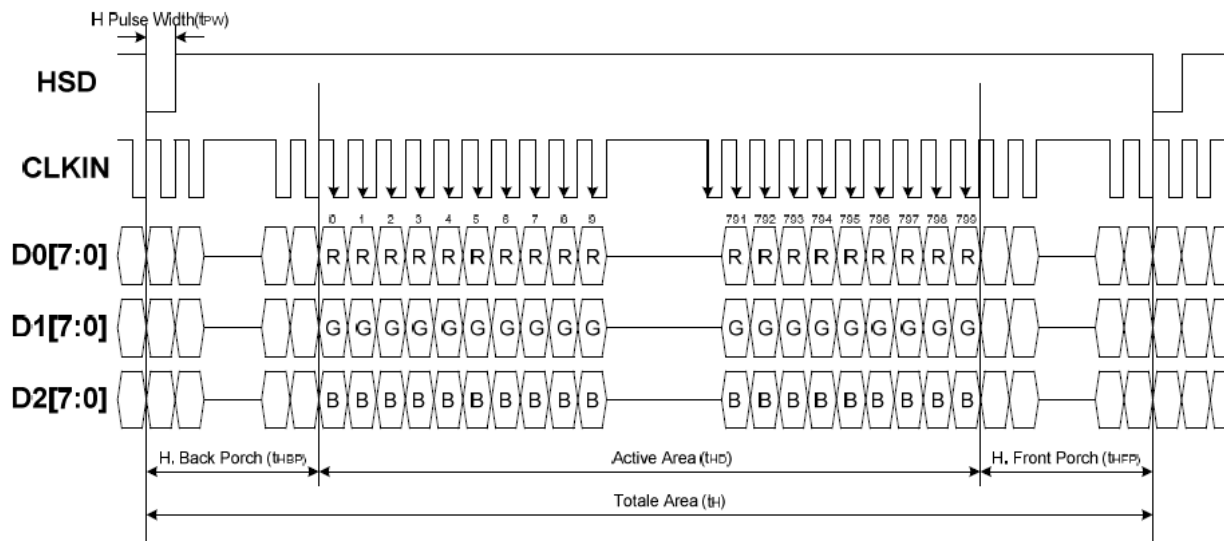 H Pulse Width(tPW)
HSD
CLKIN
0 1 2 3 4 5 6 7 8 9 791 792 793 794 795 796 797 798 799
D0[7:0] R R R R R R R R R R R R R R R R R R R
D1[7:0] G G G G G G G G G G G G G G G G G G G
D2[7:0] B B B B B B B B B B B B B B B B B B B
H. Back Porch (tHBP) Active Area (tHD) H. Front Porch (tHFP)
Totale Area (tH)